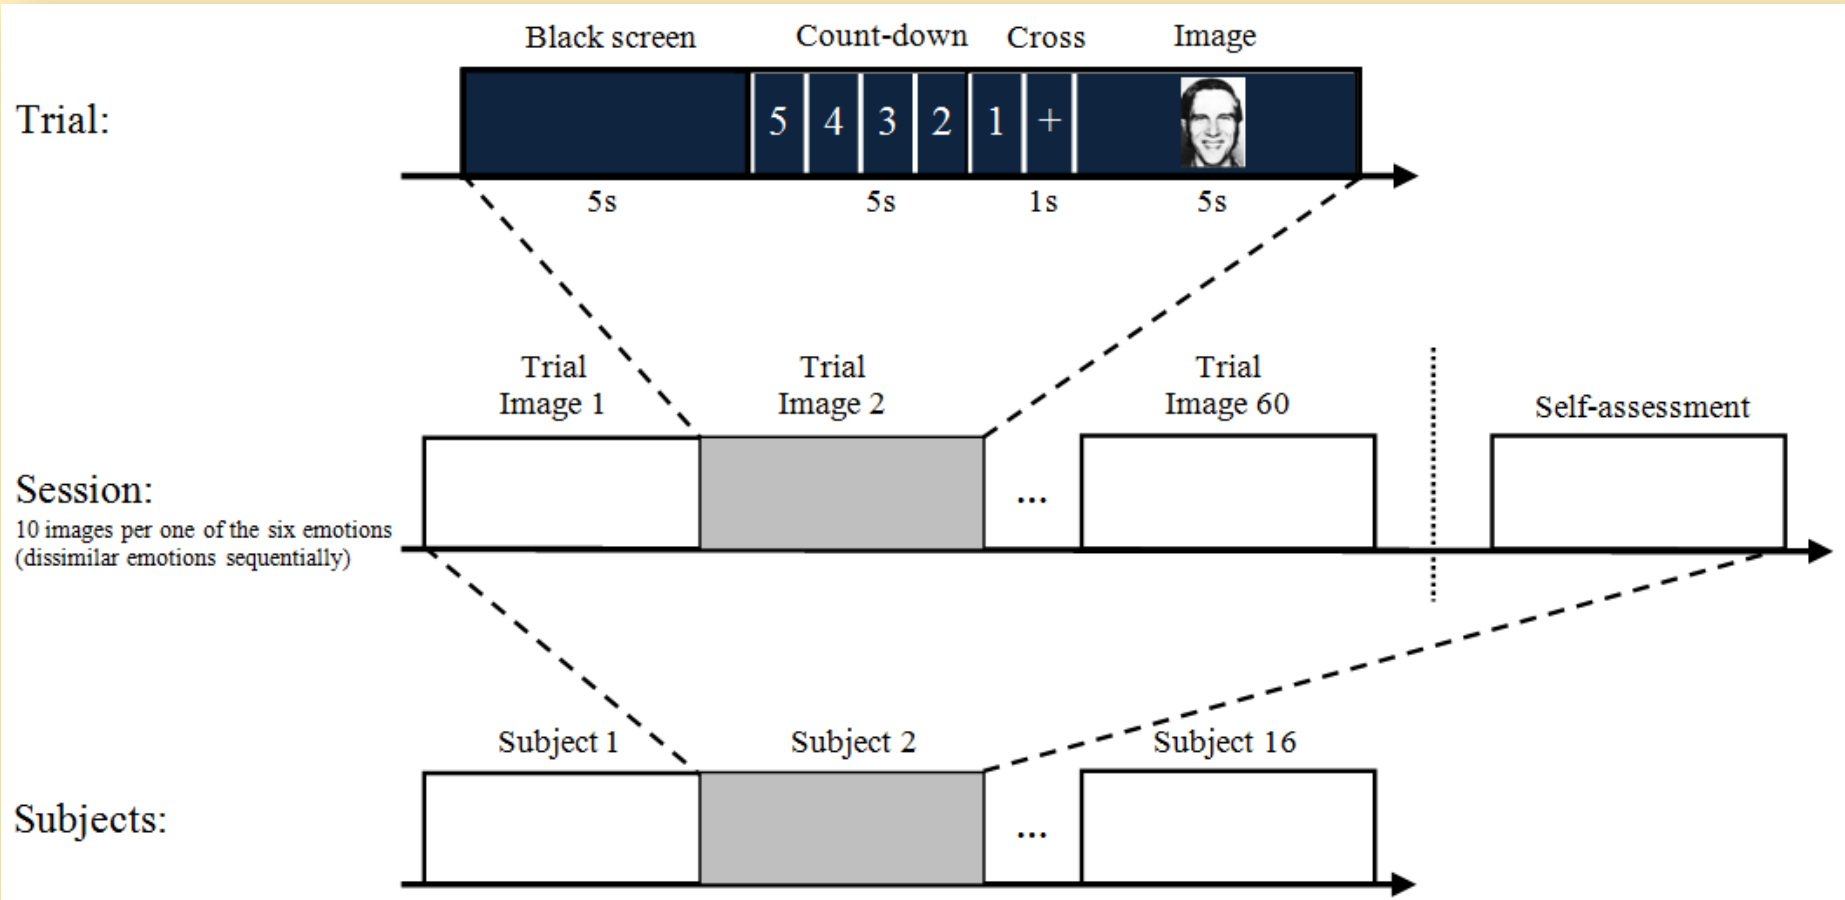 Black screen Count-down Cross Image
Trial:
5 4 3 2 1 +
5s 5s 1s 5s
Trial Trial Trial
Image 1 Image 2 Image 60
Self-assessment
Session:
...
10 images per one of the six emotions
(dissimilar emotions sequentially)
Subject 1 Subject 2 Subject 16
Subjects:
...